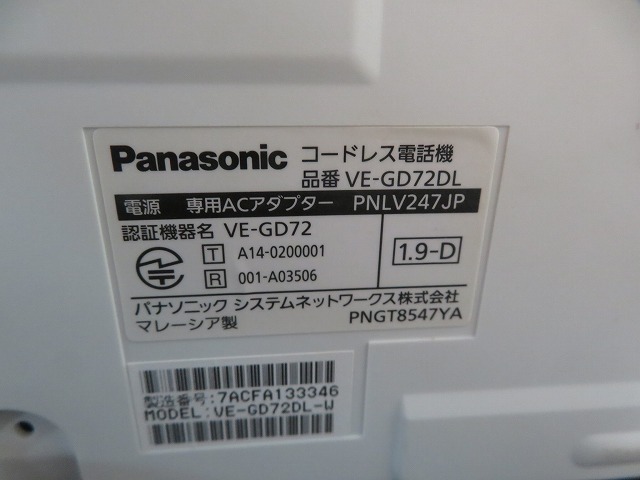 Panasonic コードレス電話機
品番 VE-GD72DL
電源 専用ACアダプター PNLV247JP
認証機器名 VE-GD72
T A14-0200001
R 001-A03506
1.9-D
パナソニック システムネットワークス株式会社
マレーシア製 PNGT8547YA
製造番号:7ACFA133346
MODEL:VE-GD72DL-W